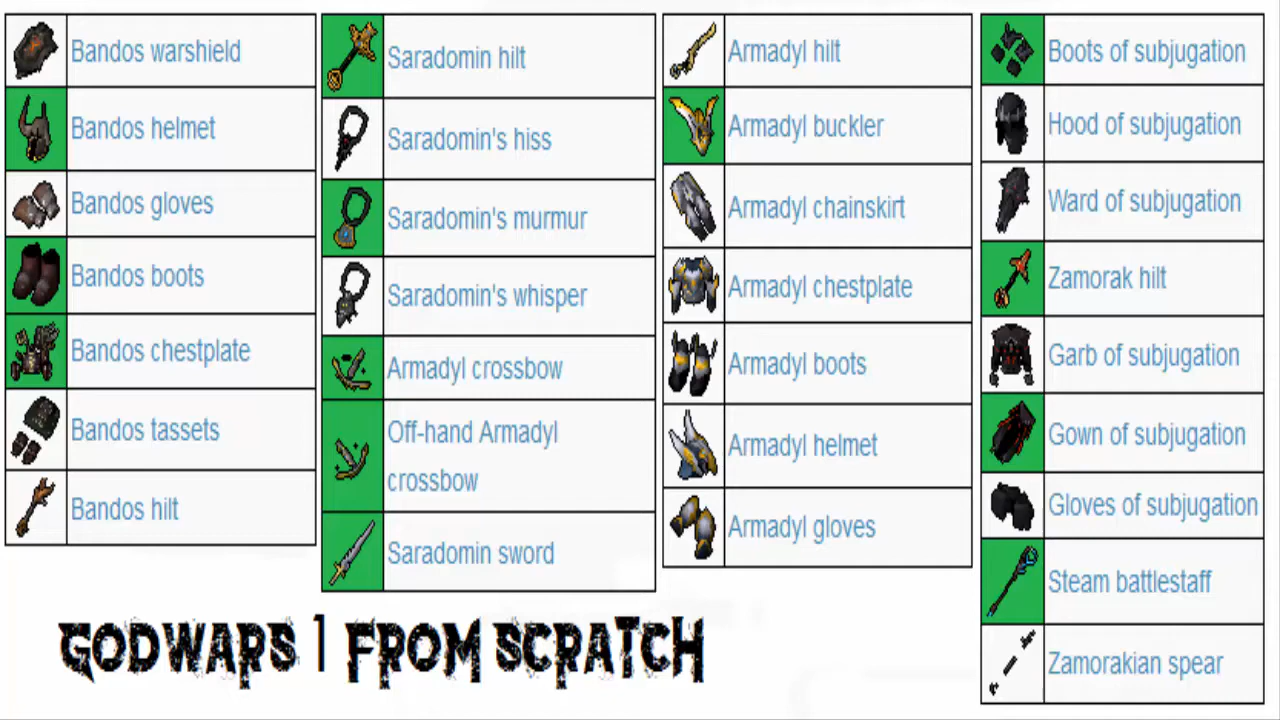 Bandos warshield
Bandos helmet
Bandos gloves
Bandos boots
Bandos chestplate
Bandos tassets
Bandos hilt
Saradomin hilt
Saradomin's hiss
Saradomin's murmur
Saradomin's whisper
Armadyl crossbow
Off-hand Armadyl
crossbow
Saradomin sword
Armadyl hilt
Armadyl buckler
Armadyl chainskirt
Armadyl chestplate
Armadyl boots
Armadyl helmet
Armadyl gloves
Boots of subjugation
Hood of subjugation
Ward of subjugation
Zamorak hilt
Garb of subjugation
Gown of subjugation
Gloves of subjugation
Steam battlestaff
Zamorakian spear
GODWARS 1 FROM SCRATCH